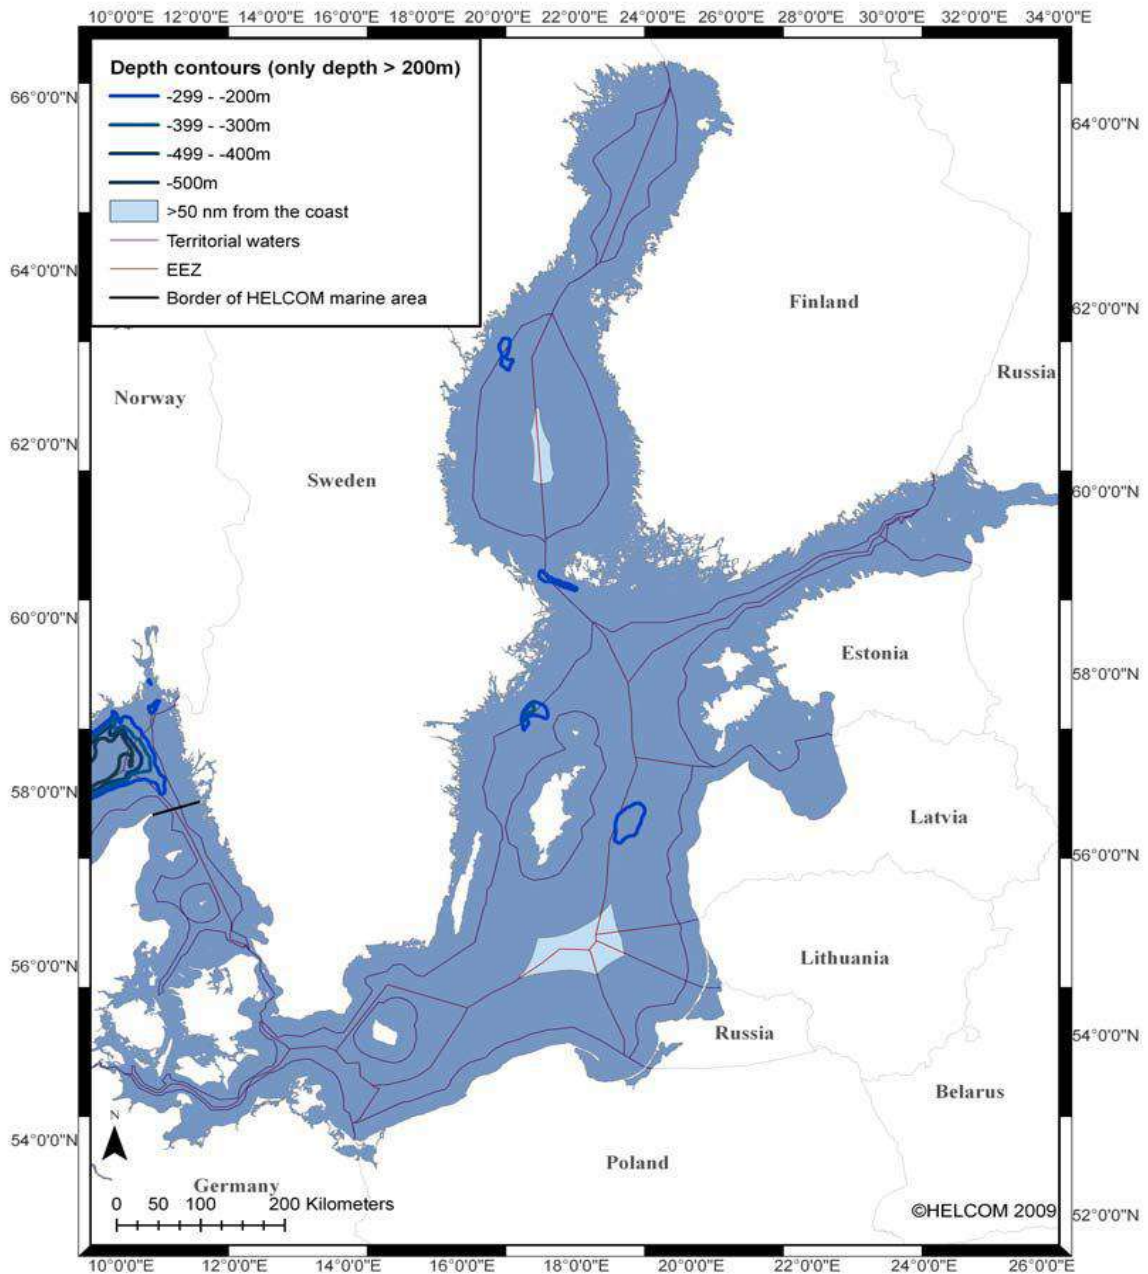 10°0'0"E 12°0'0"E 14°0'0"E 16°0'0"E 18°0'0"E 20°0'0"E 22°0'0"E 24°0'0"E 26°0'0"E 28°0'0"E 30°0'0"E 32°0'0"E 34°0'0"E
Depth contours (only depth > 200m)
-299 - -200m
-399 - -300m
-499 - -400m
-500m
>50 nm from the coast
Territorial waters
EEZ
Border of HELCOM marine area
66°0'0"N
64°0'0"N
64°0'0"N
Finland
62°0'0"N
Russia
Norway
62°0'0"N
Sweden
60°0'0"N
60°0'0"N
Estonia
58°0'0"N
58°0'0"N
Latvia
56°0'0"N
Lithuania
56°0'0"N
Russia
54°0'0"N
Belarus
N
54°0'0"N
Poland
Germany
0 50 100 200 Kilometers
©HELCOM 2009
52°0'0"N
10°0'0"E 12°0'0"E 14°0'0"E 16°0'0"E 18°0'0"E 20°0'0"E 22°0'0"E 24°0'0"E 26°0'0"E